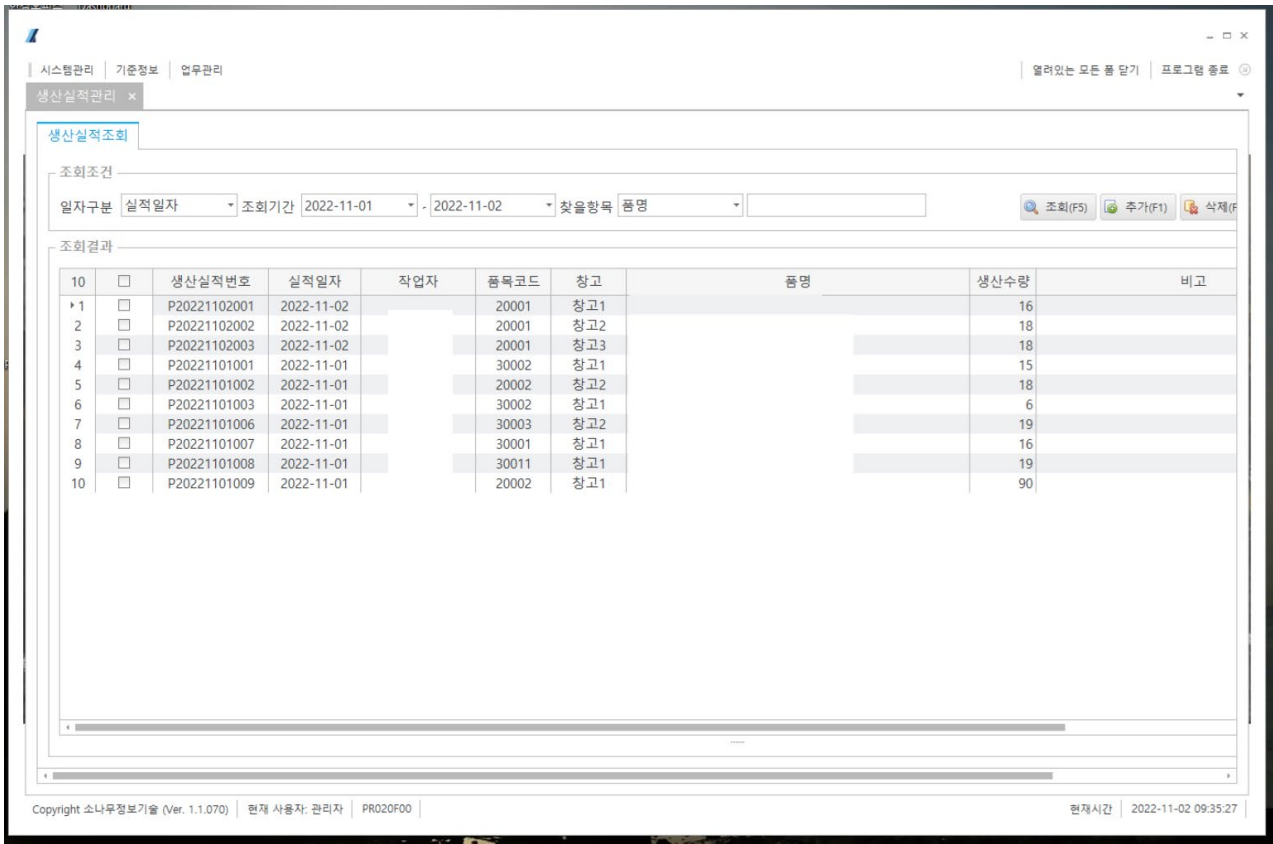 Dashboard
시스템관리 기준정보 업무관리 열려있는 모든 폼 닫기 프로그램 종료
생산실적관리 ×
생산실적조회
조회조건
일자구분 실적일자 조회기간 2022-11-01 - 2022-11-02 찾을항목 품명 조회(F5) 추가(F1) 삭제(F
조회결과
10 생산실적번호 실적일자 작업자 품목코드 창고 품명 생산수량 비고
1 P20221102001 2022-11-02 20001 창고1 16
2 P20221102002 2022-11-02 20001 창고2 18
3 P20221102003 2022-11-02 20001 창고3 18
4 P20221101001 2022-11-01 30002 창고1 15
5 P20221101002 2022-11-01 20002 창고2 18
6 P20221101003 2022-11-01 30002 창고1 6
7 P20221101006 2022-11-01 30003 창고2 19
8 P20221101007 2022-11-01 30001 창고1 16
9 P20221101008 2022-11-01 30011 창고1 19
10 P20221101009 2022-11-01 20002 창고1 90
Copyright 소나무정보기술 (Ver. 1.1.070) 현재 사용자: 관리자 PR020F00 현재시간 2022-11-02 09:35:27